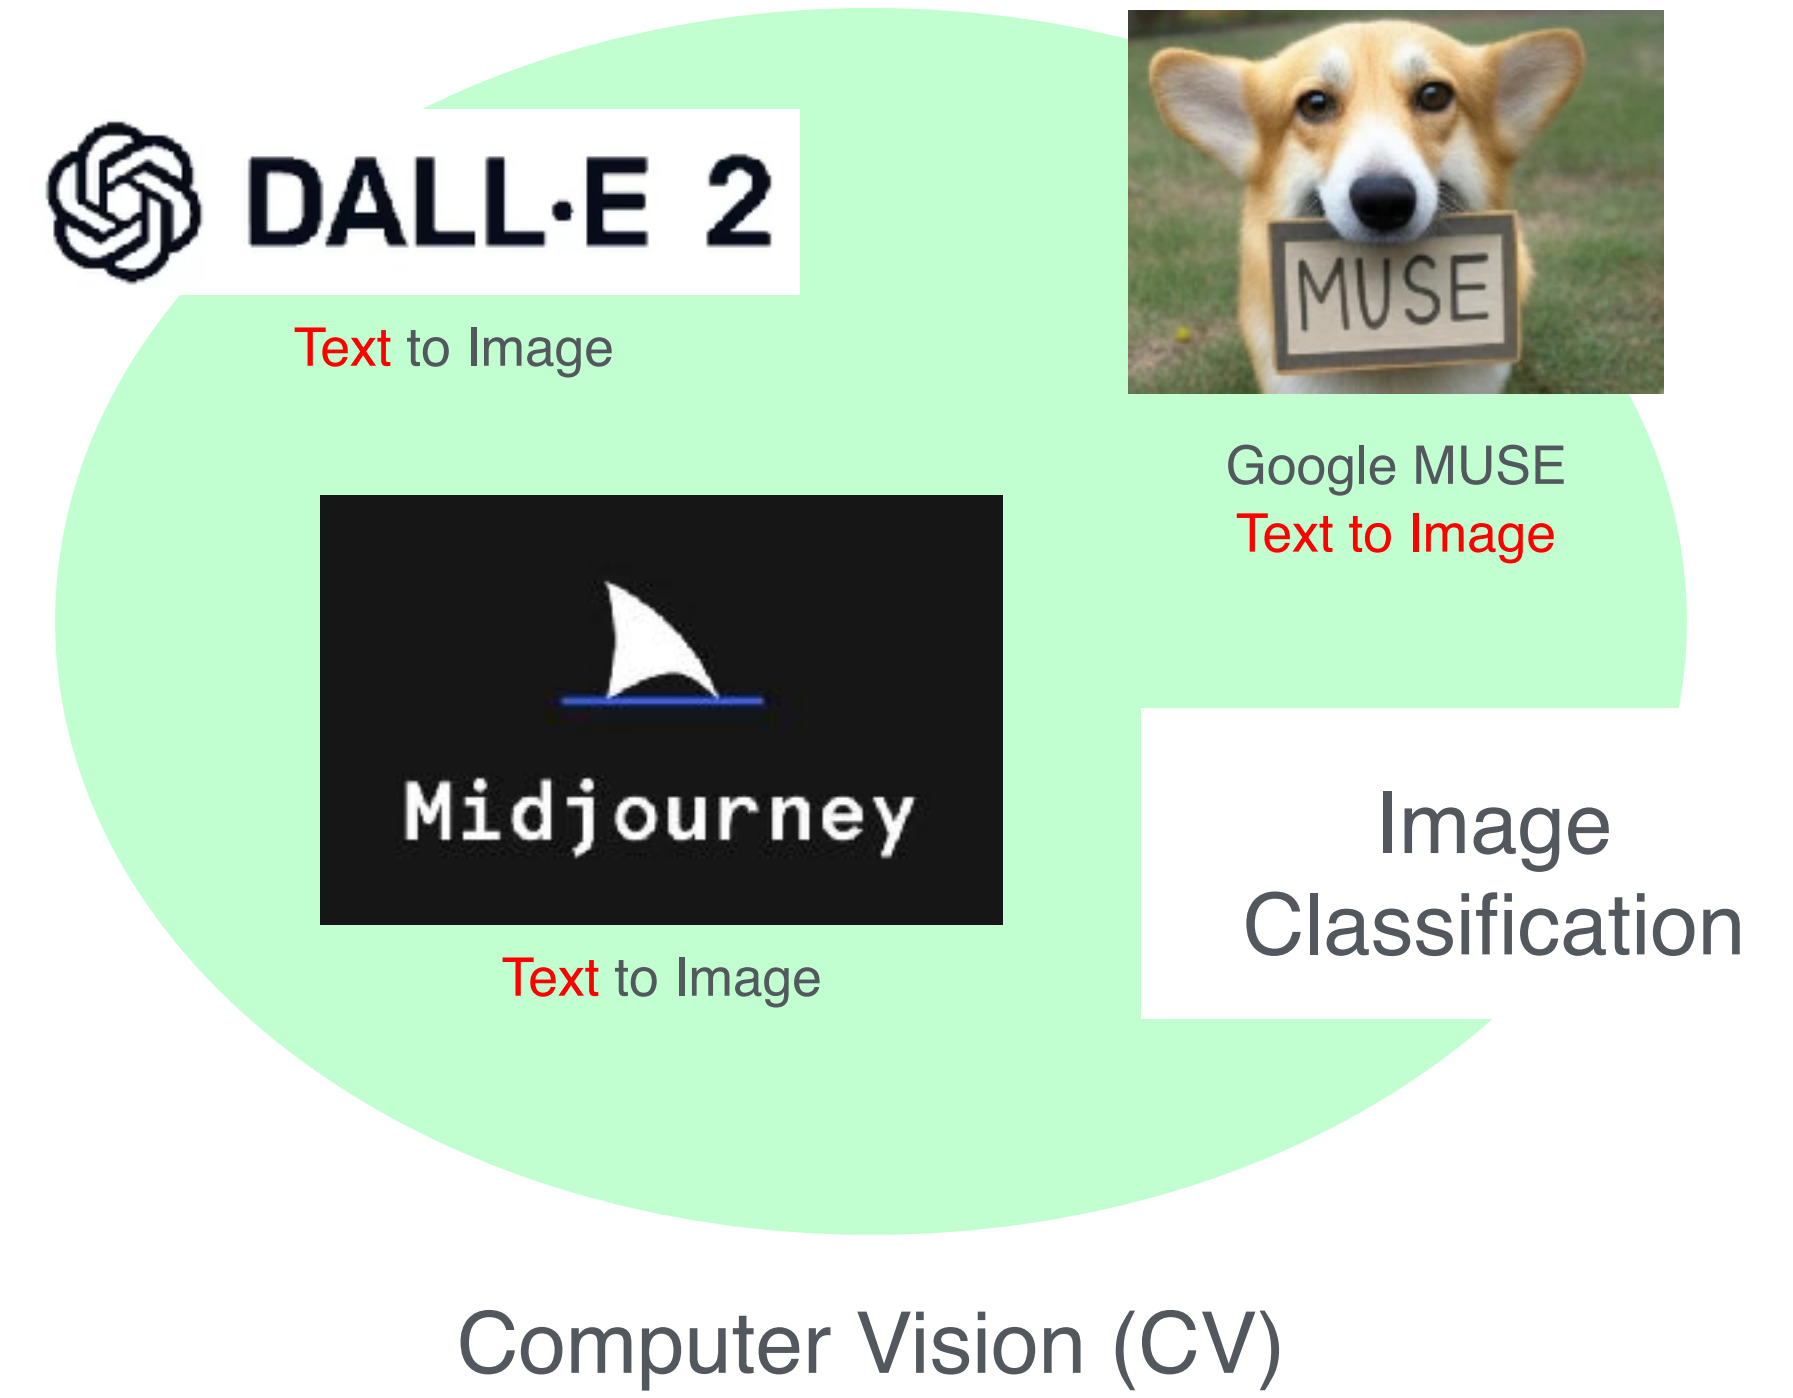 DALL·E 2
Text to Image
MUSE
Google MUSE
Text to Image
Midjourney
Text to Image
Image
Classification
Computer Vision (CV)